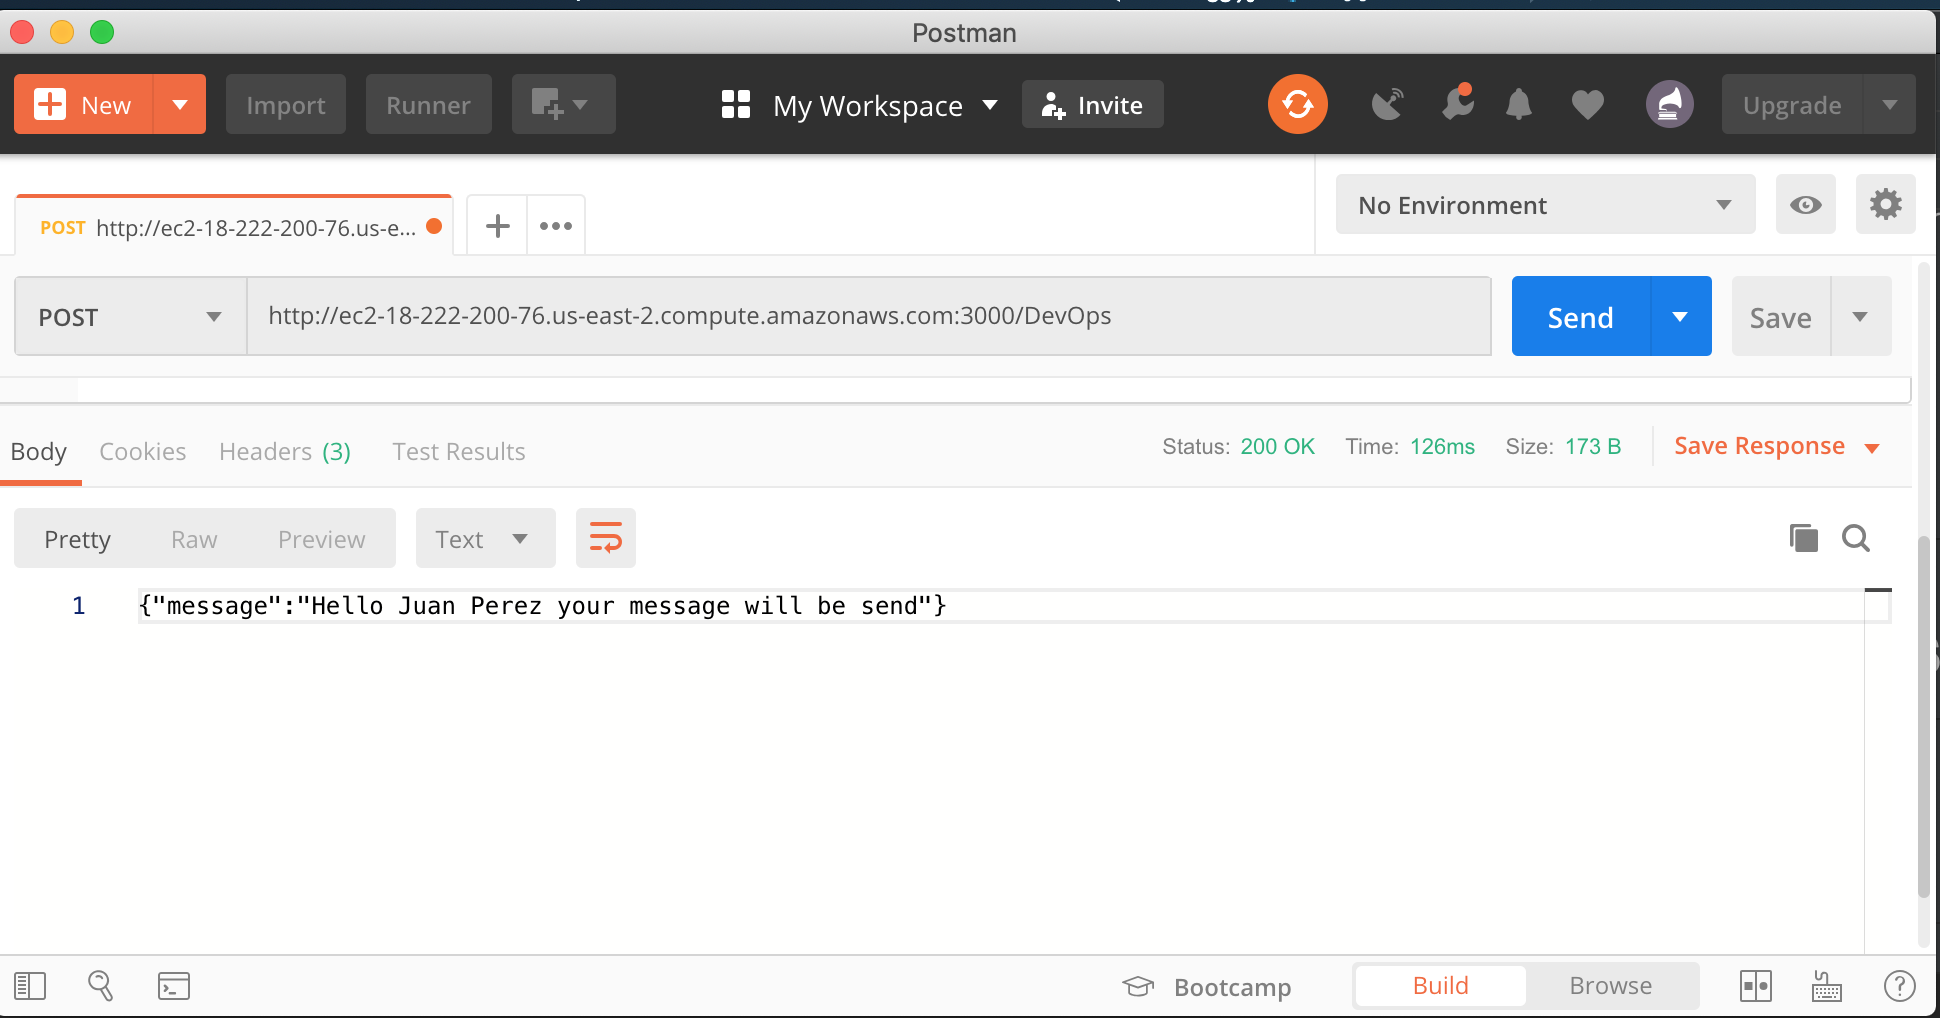 Postman
New
Import
Runner
My Workspace
Invite
Upgrade
POST http://ec2-18-222-200-76.us-e...
No Environment
POST
http://ec2-18-222-200-76.us-east-2.compute.amazonaws.com:3000/DevOps
Send
Save
Body Cookies Headers (3) Test Results
Status: 200 OK Time: 126ms Size: 173 B
Save Response
Pretty Raw Preview
Text
1 {"message":"Hello Juan Perez your message will be send"}
Bootcamp
Build
Browse